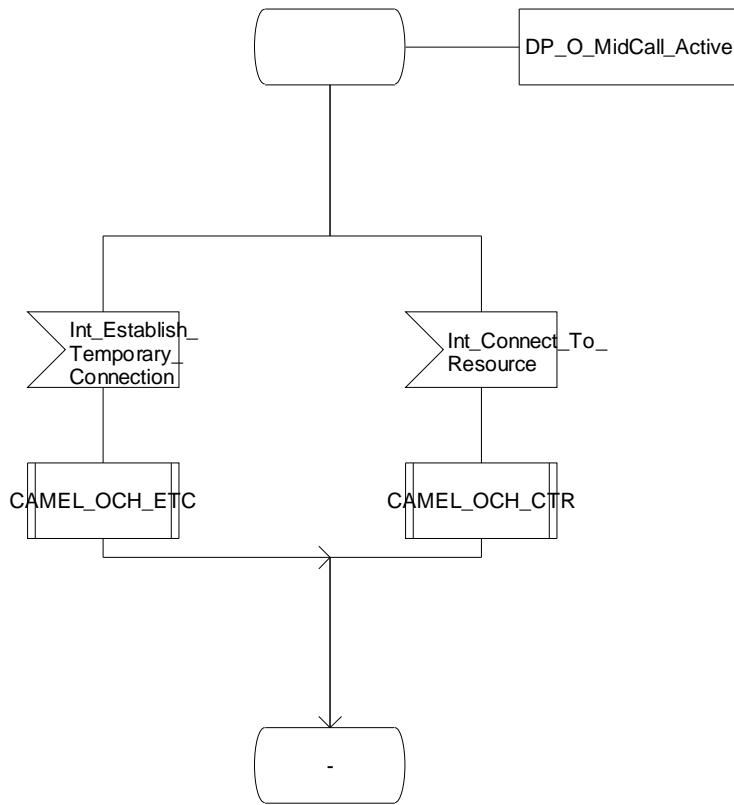 DP_O_MidCall_Active
Int_Establish_
Temporary_
Connection
Int_Connect_To_
Resource
CAMEL_OCH_ETC
CAMEL_OCH_CTR
-